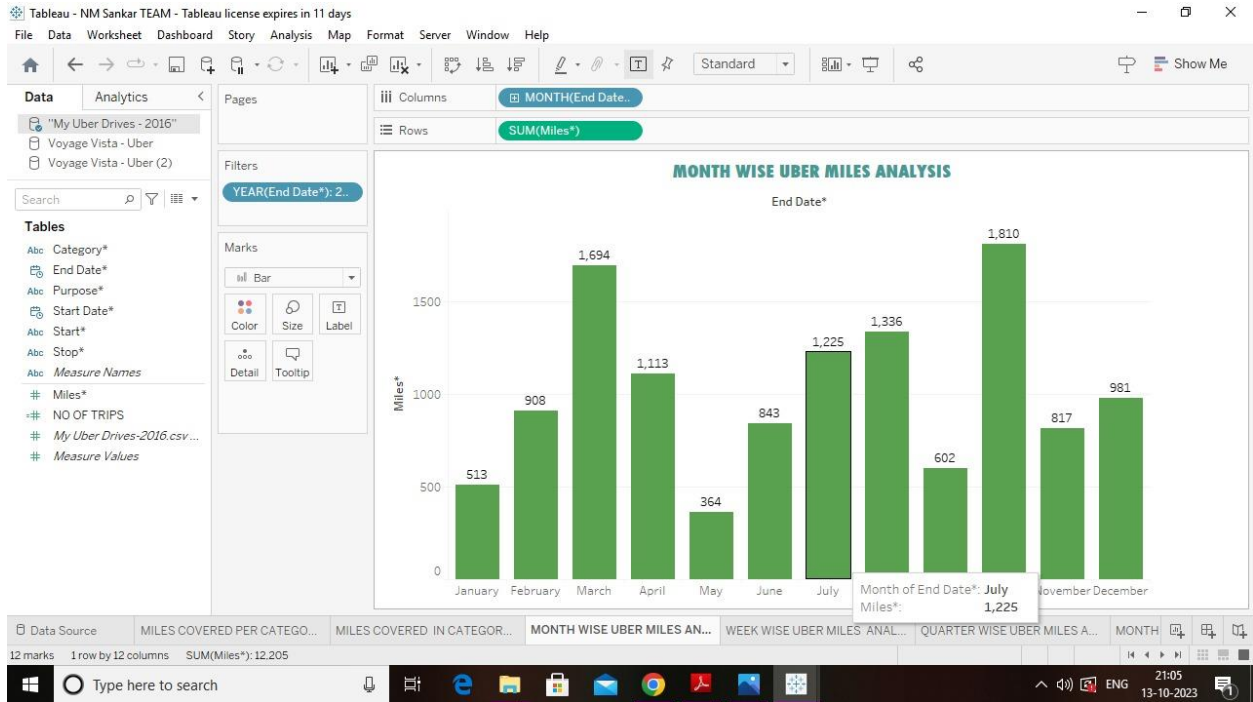 Tableau - NM Sankar TEAM - Tableau license expires in 11 days
File Data Worksheet Dashboard Story Analysis Map Format Server Window Help
Standard
Show Me
Data Analytics
"My Uber Drives - 2016"
Voyage Vista - Uber
Voyage Vista - Uber (2)
Search
Tables
Abc Category*
End Date*
Abc Purpose*
Start Date*
Abc Start*
Abc Stop*
Abc Measure Names
# Miles*
=# NO OF TRIPS
# My Uber Drives-2016.csv ...
# Measure Values
Pages
Filters
YEAR(End Date*): 2..
Marks
Bar
Color Size Label
Detail Tooltip
iii Columns
MONTH(End Date..
Rows
SUM(Miles*)
MONTH WISE UBER MILES ANALYSIS
End Date*
Miles*
1500
1000
500
0
513
908
1,694
1,113
364
843
1,225
1,336
602
1,810
817
981
January February March April May June July November December
Month of End Date*: July
Miles*: 1,225
Data Source MILES COVERED PER CATEGO... MILES COVERED IN CATEGOR... MONTH WISE UBER MILES AN... WEEK WISE UBER MILES ANAL... QUARTER WISE UBER MILES A... MONTH
12 marks 1 row by 12 columns SUM(Miles*): 12,205
Type here to search
ENG
21:05
13-10-2023
1